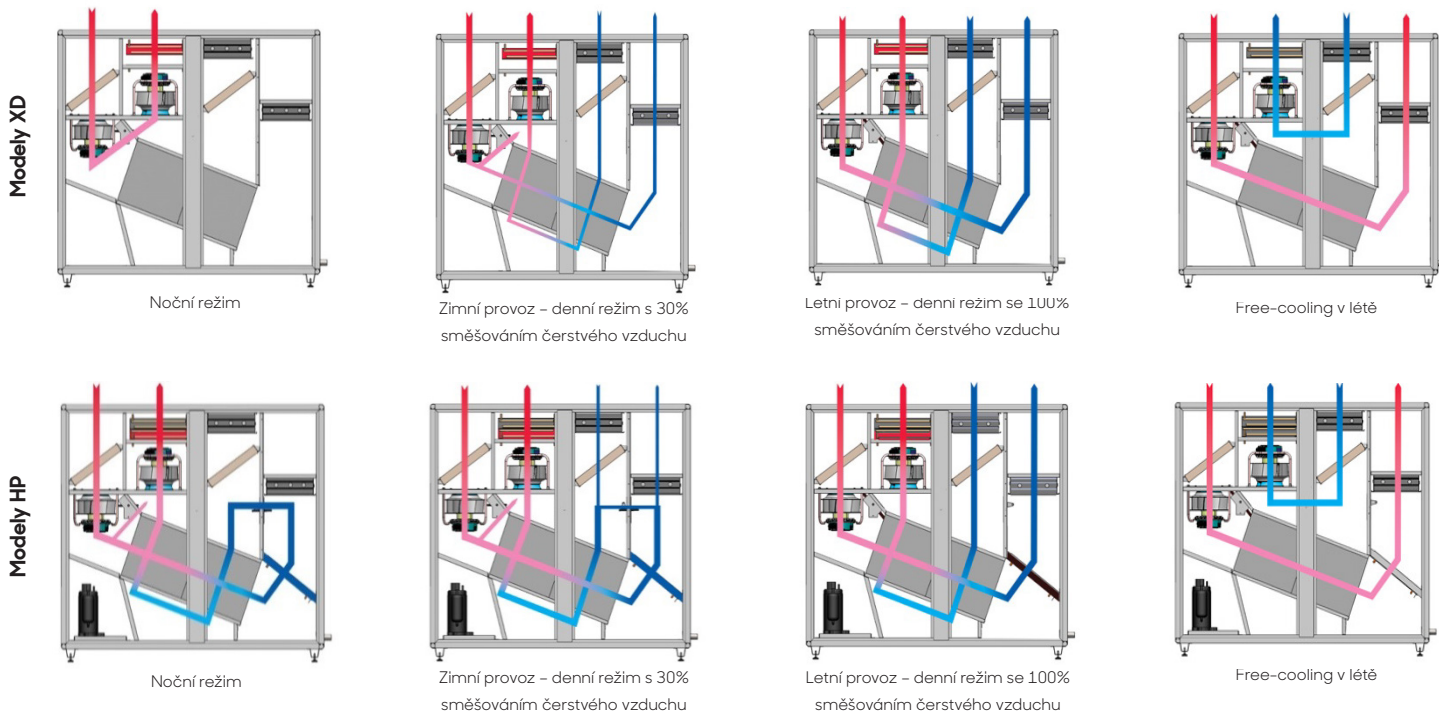 Modely XD
Noční režim
Zimní provoz – denní režim s 30%
směšováním čerstvého vzduchu
Letní provoz – denní režim se 100%
směšováním čerstvého vzduchu
Free-cooling v létě
Modely HP
Noční režim
Zimní provoz – denní režim s 30%
směšováním čerstvého vzduchu
Letní provoz – denní režim se 100%
směšováním čerstvého vzduchu
Free-cooling v létě